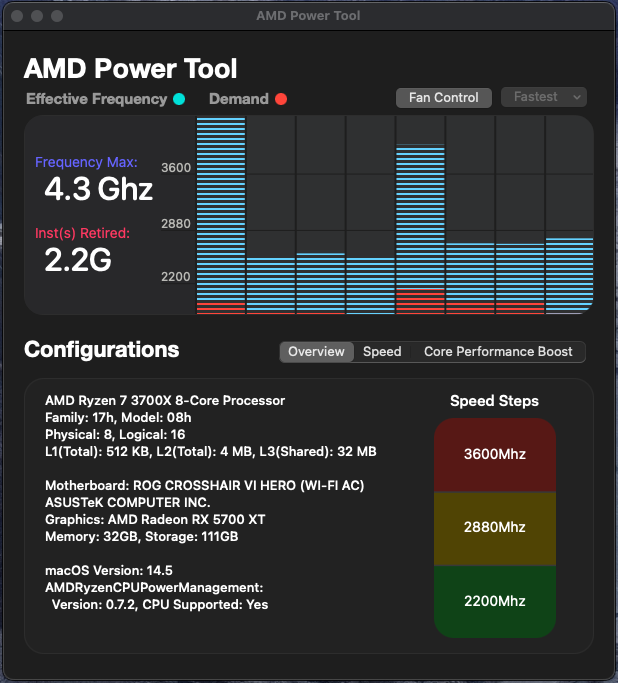 AMD Power Tool
AMD Power Tool
Effective Frequency Demand
Fan Control Fastest
Frequency Max:
4.3 Ghz
Inst(s) Retired:
2.2G
3600
2880
2200
Configurations
Overview Speed Core Performance Boost
AMD Ryzen 7 3700X 8-Core Processor
Family: 17h, Model: 08h
Physical: 8, Logical: 16
L1(Total): 512 KB, L2(Total): 4 MB, L3(Shared): 32 MB
Motherboard: ROG CROSSHAIR VI HERO (WI-FI AC)
ASUSTeK COMPUTER INC.
Graphics: AMD Radeon RX 5700 XT
Memory: 32GB, Storage: 111GB
macOS Version: 14.5
AMDRyzenCPUPowerManagement:
Version: 0.7.2, CPU Supported: Yes
Speed Steps
3600Mhz
2880Mhz
2200Mhz